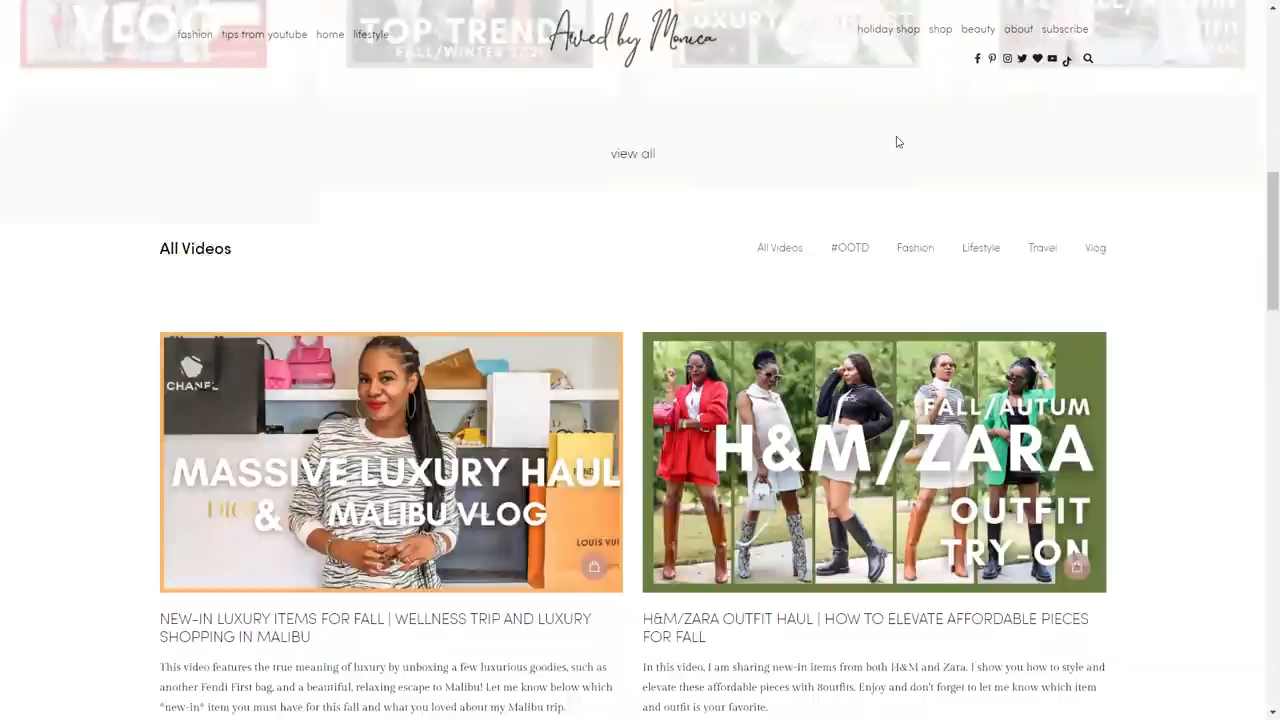 VLOG
TOP TREND
FALL/WINTER
LUXURY
OUTFIT
fashion tips from youtube home lifestyle
Awed by Monica
holiday shop shop beauty about subscribe
view all
All Videos
All Videos #OOTD Fashion Lifestyle Travel Vlog
CHANEL
MASSIVE LUXURY HAUL
& MALIBU VLOG
DIOR
LOUIS VUI
FALL/AUTUM
H&M/ZARA
OUTFIT
TRY-ON
NEW-IN LUXURY ITEMS FOR FALL | WELLNESS TRIP AND LUXURY
SHOPPING IN MALIBU
This video features the true meaning of luxury by unboxing a few luxurious goodies, such as
another Fendi First bag, and a beautiful, relaxing escape to Malibu! Let me know below which
*new-in* item you must have for this fall and what you loved about my Malibu trip.
H&M/ZARA OUTFIT HAUL | HOW TO ELEVATE AFFORDABLE PIECES
FOR FALL
In this video, I am sharing new-in items from both H&M and Zara. I show you how to style and
elevate these affordable pieces with 8outfits. Enjoy and don't forget to let me know which item
and outfit is your favorite.